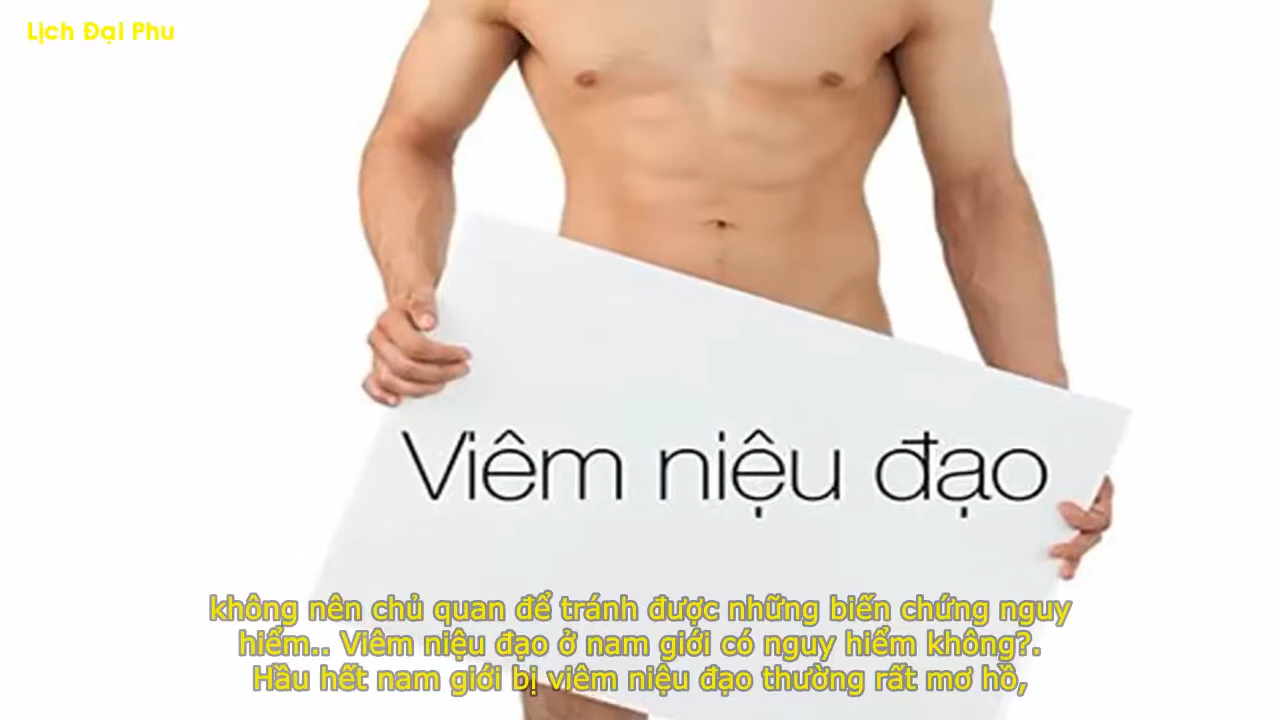 Lịch Đại Phu
Viêm niệu đạo
không nên chủ quan để tránh được những biến chứng nguy
hiểm.. Viêm niệu đạo ở nam giới có nguy hiểm không?.
Hầu hết nam giới bị viêm niệu đạo thường rất mơ hồ,